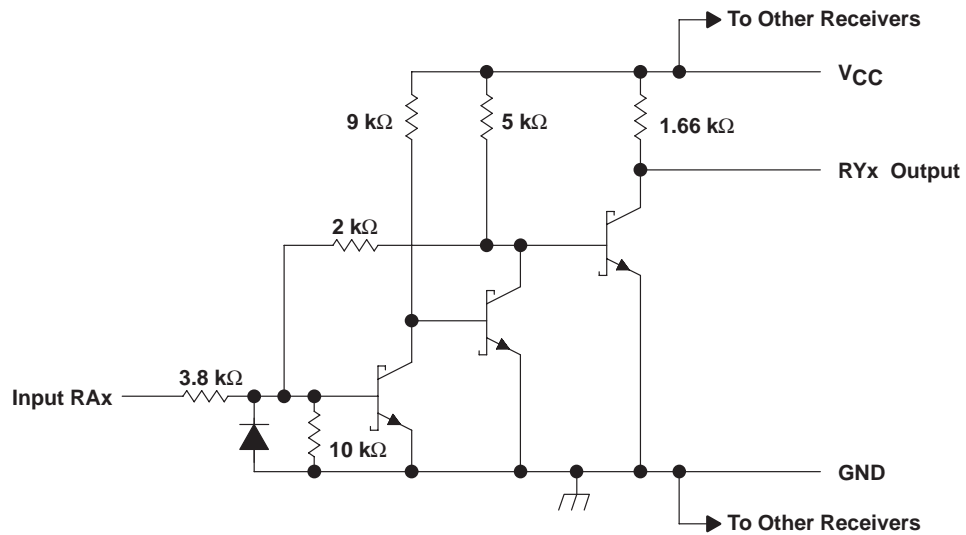 To Other Receivers
VCC
9 kΩ
5 kΩ
1.66 kΩ
RYx Output
2 kΩ
3.8 kΩ
Input RAx
10 kΩ
GND
To Other Receivers